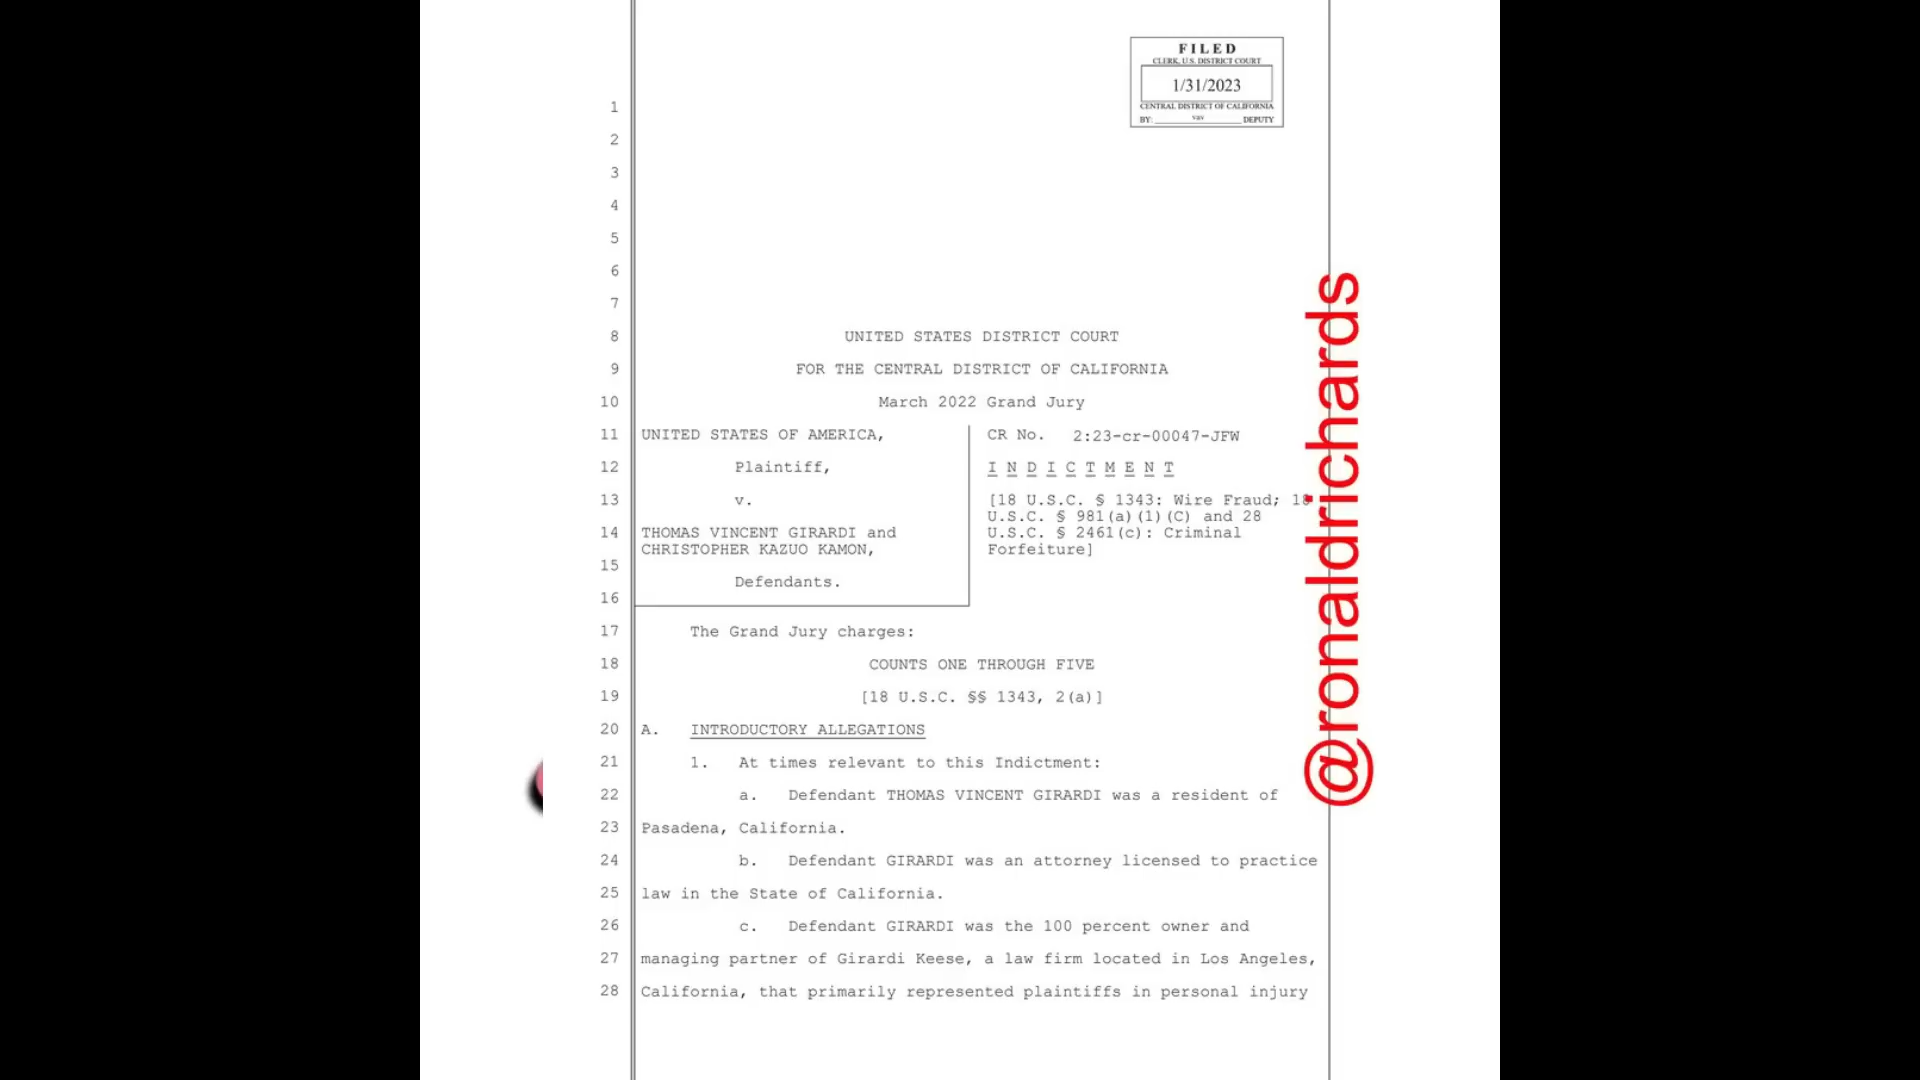 FILED
CLERK, U.S. DISTRICT COURT
1/31/2023
CENTRAL DISTRICT OF CALIFORNIA
BY: ____ vav ____ DEPUTY
1
2
3
4
5
6
7
8 UNITED STATES DISTRICT COURT
9 FOR THE CENTRAL DISTRICT OF CALIFORNIA
10 March 2022 Grand Jury
11 UNITED STATES OF AMERICA,
12 Plaintiff,
13 v.
14 THOMAS VINCENT GIRARDI and
CHRISTOPHER KAZUO KAMON,
15
Defendants.
16
CR No. 2:23-cr-00047-JFW
I N D I C T M E N T
[18 U.S.C. § 1343: Wire Fraud; 18
U.S.C. § 981(a)(1)(C) and 28
U.S.C. § 2461(c): Criminal
Forfeiture]
17 The Grand Jury charges:
18 COUNTS ONE THROUGH FIVE
19 [18 U.S.C. §§ 1343, 2(a)]
20 A. INTRODUCTORY ALLEGATIONS
21 1. At times relevant to this Indictment:
22 a. Defendant THOMAS VINCENT GIRARDI was a resident of
23 Pasadena, California.
24 b. Defendant GIRARDI was an attorney licensed to practice
25 law in the State of California.
26 c. Defendant GIRARDI was the 100 percent owner and
27 managing partner of Girardi Keese, a law firm located in Los Angeles,
28 California, that primarily represented plaintiffs in personal injury
@ronaldrichards